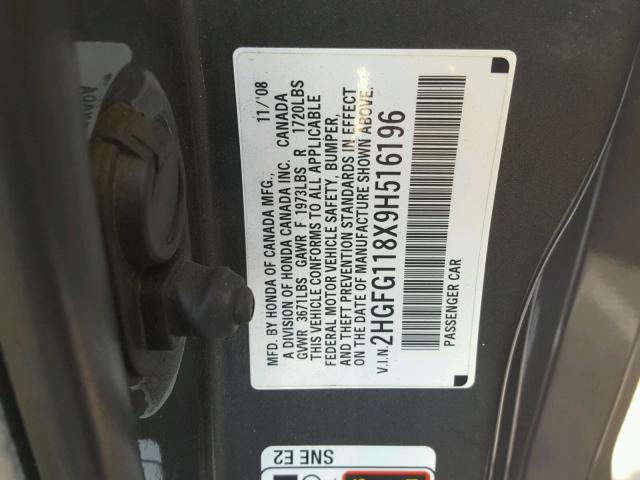 MFD. BY HONDA OF CANADA MFG., 11/'08
A DIVISION OF HONDA CANADA INC. CANADA
GVWR 3671LBS GAWR F 1973LBS R 1720LBS
THIS VEHICLE CONFORMS TO ALL APPLICABLE
FEDERAL MOTOR VEHICLE SAFETY, BUMPER,
AND THEFT PREVENTION STANDARDS IN EFFECT
ON THE DATE OF MANUFACTURE SHOWN ABOVE.
V.I.N. 2HGFG118X9H516196
PASSENGER CAR
SNE E2